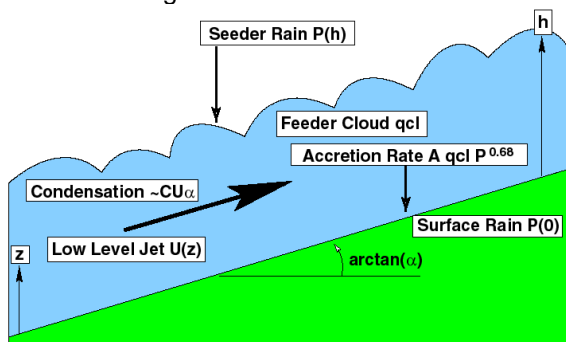 h
Seeder Rain P(h)
Feeder Cloud qcl
Accretion Rate A qcl P^0.68
Condensation ~CUα
Surface Rain P(0)
Low Level Jet U(z)
z
arctan(α)